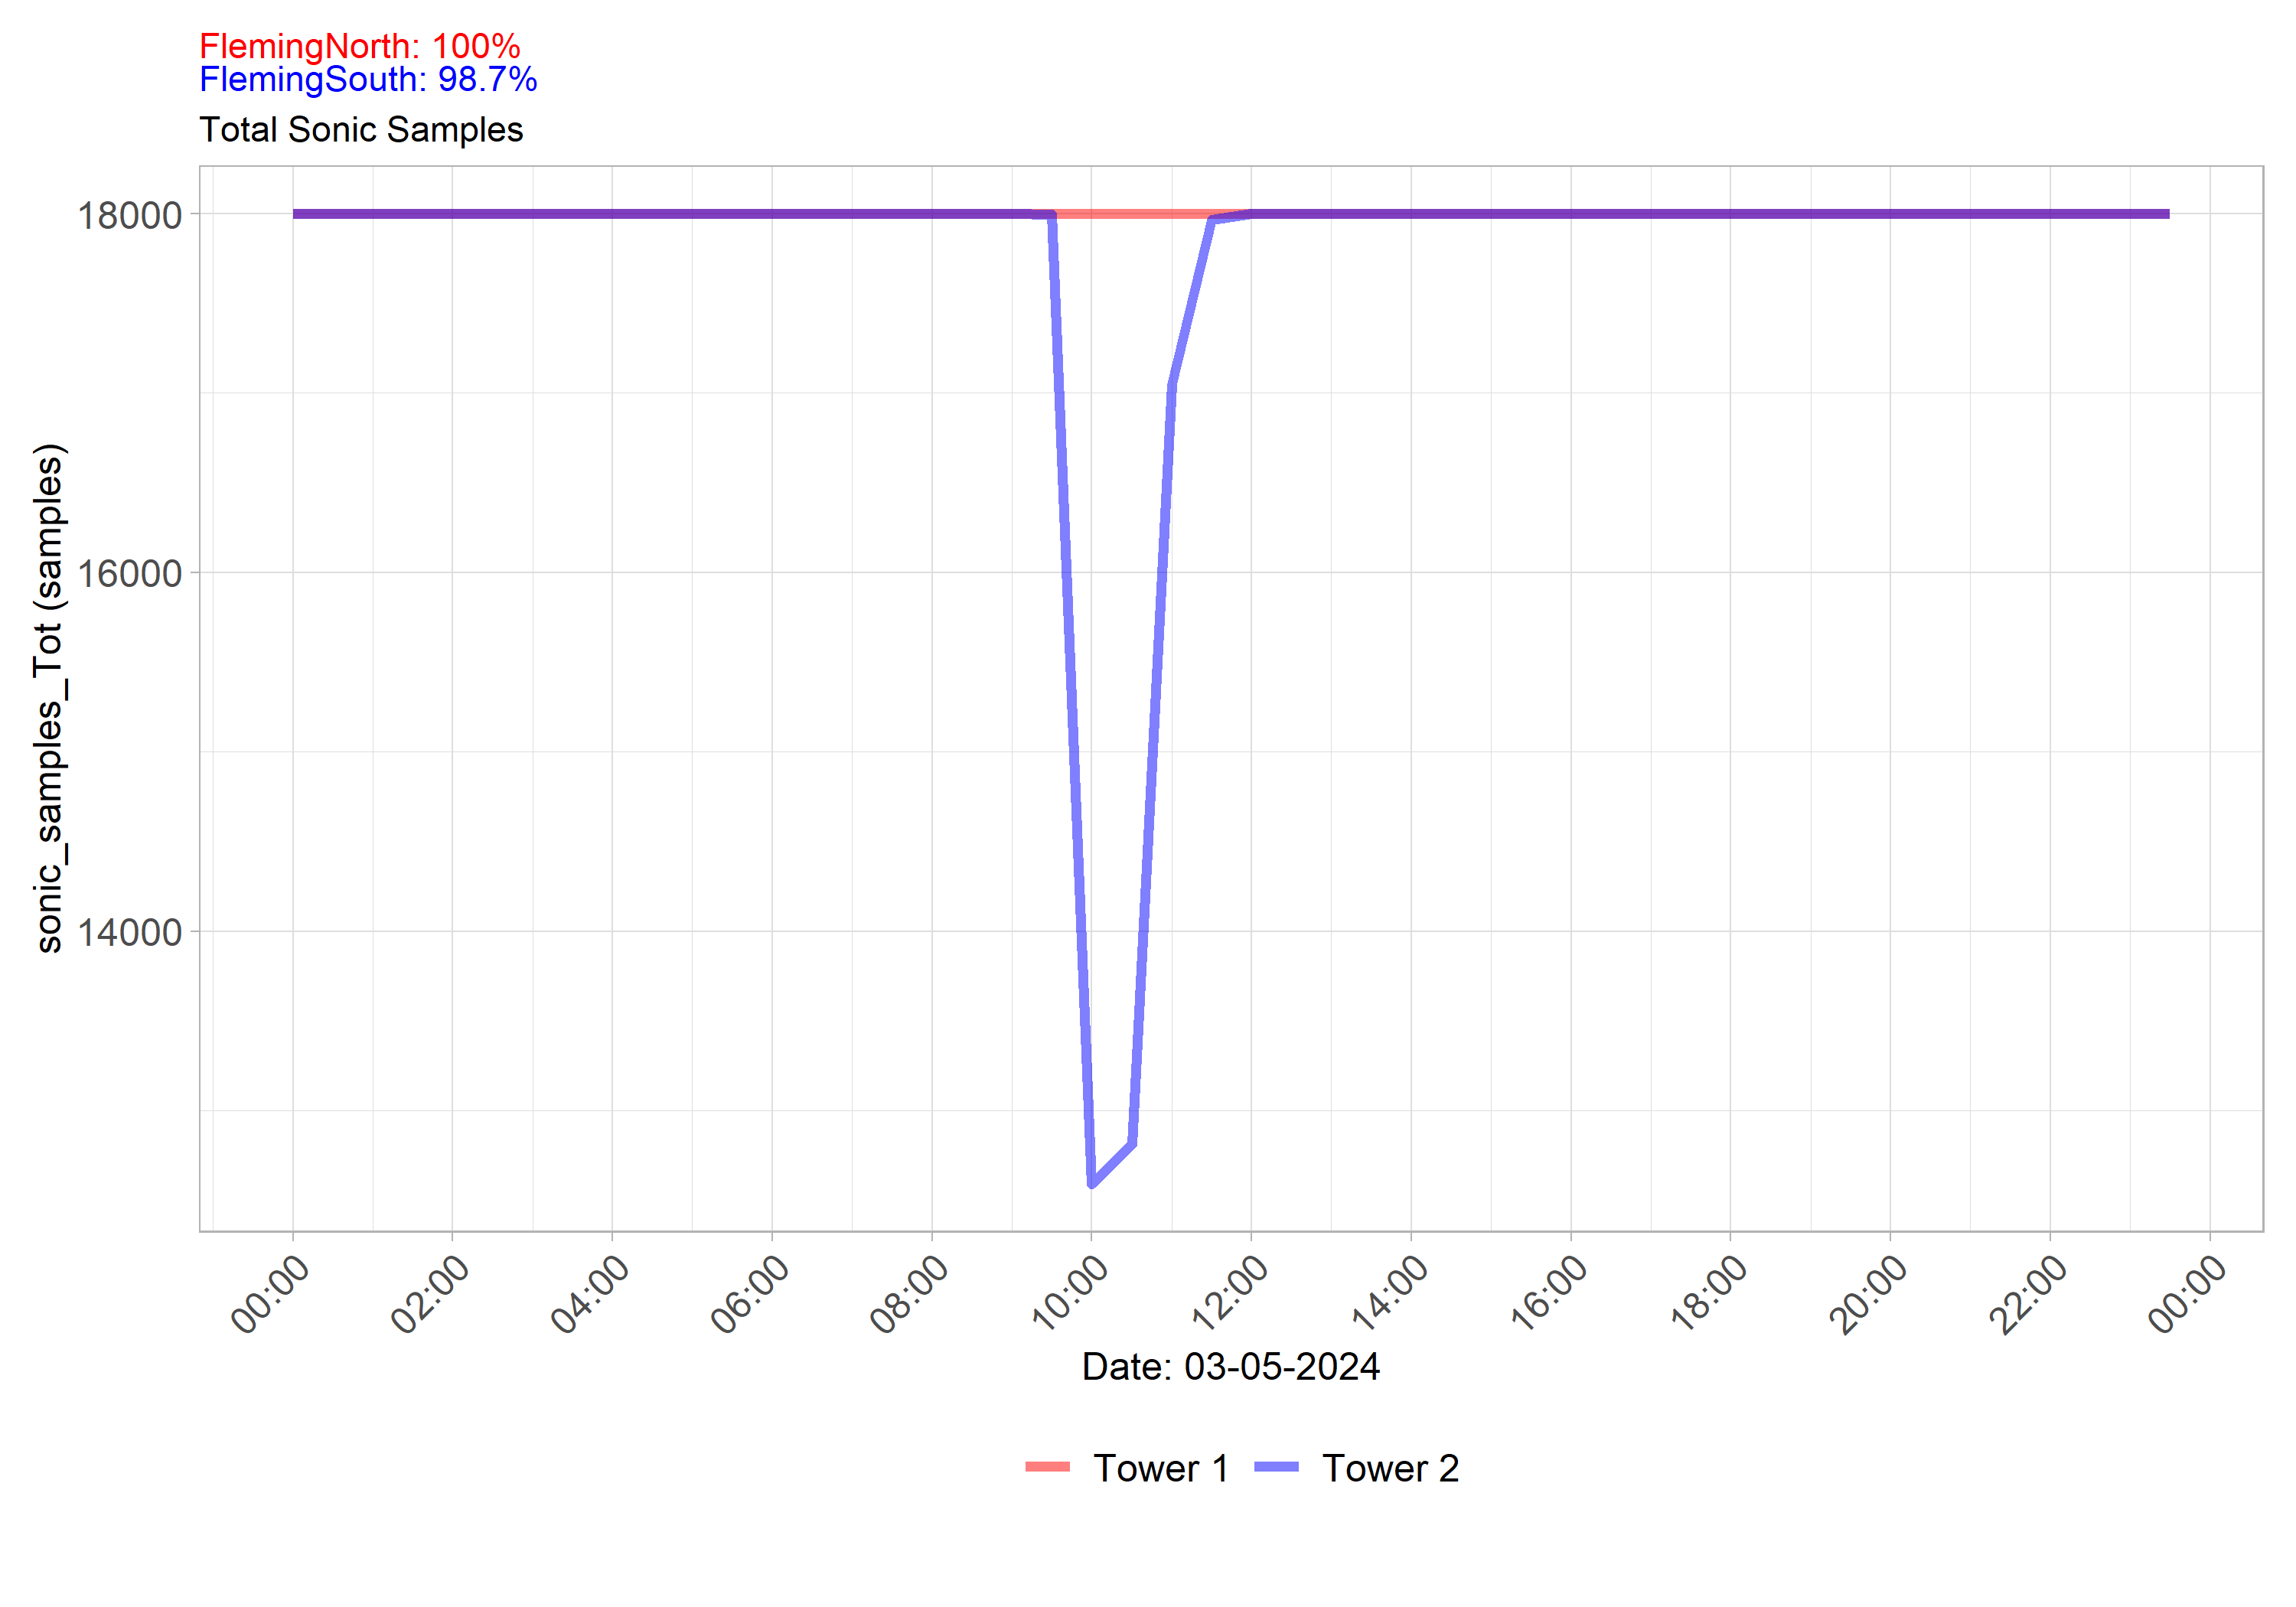 FlemingNorth: 100%
FlemingSouth: 98.7%
Total Sonic Samples
sonic_samples_Tot (samples)
18000
16000
14000
00:00 02:00 04:00 06:00 08:00 10:00 12:00 14:00 16:00 18:00 20:00 22:00 00:00
Date: 03-05-2024
Tower 1 Tower 2